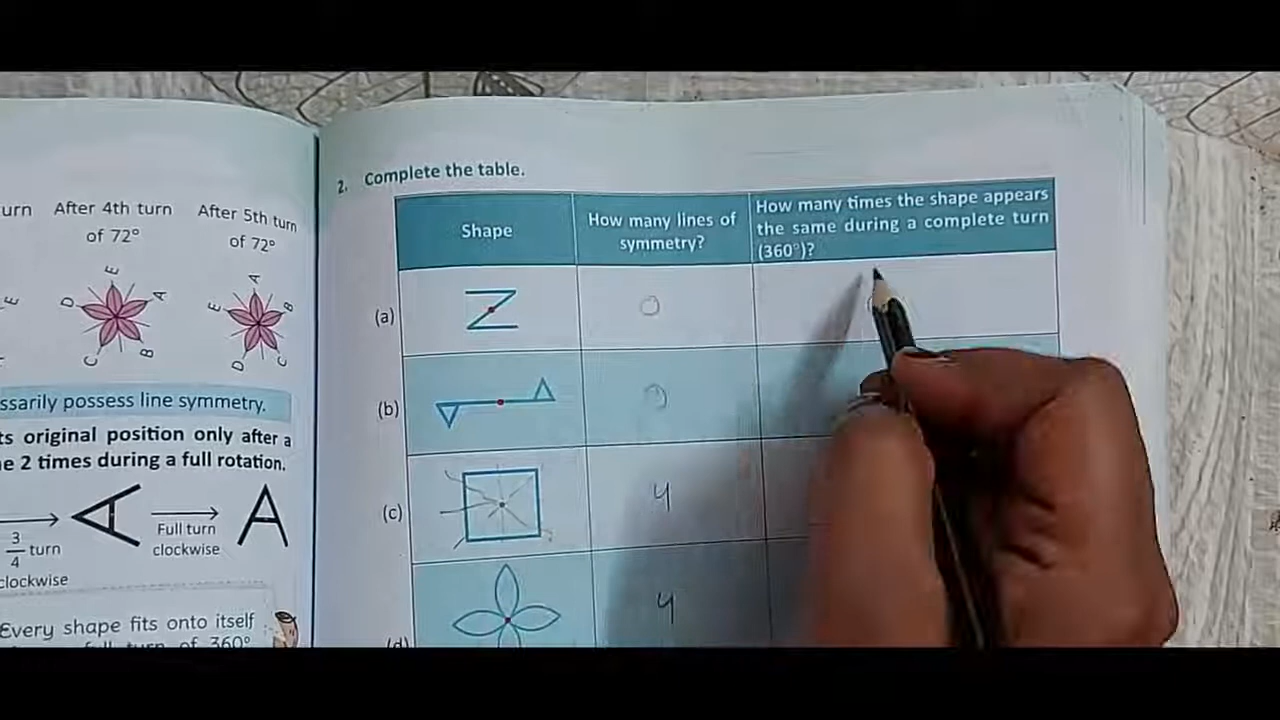 urn
After 4th turn
of 72°
After 5th turn
of 72°
E
E
D
A
C
B
A
E
B
D
C
ssarily possess line symmetry.
ts original position only after a
e 2 times during a full rotation.
A
A
3/4 turn
clockwise
Full turn
clockwise
Every shape fits onto itself
turn of 360°
2. Complete the table.
Shape
How many lines of
symmetry?
How many times the shape appears
the same during a complete turn
(360°)?
(a)
Z
0
(b)
0
(c)
4
(d)
4